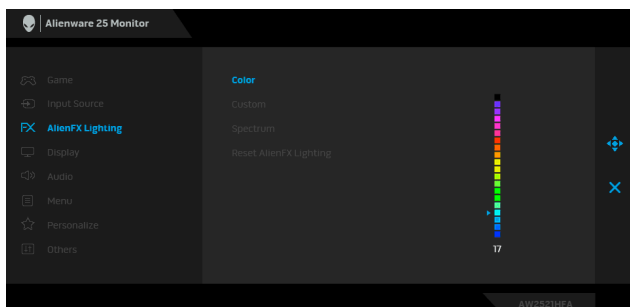 Alienware 25 Monitor
Game
Input Source
FX AlienFX Lighting
Display
Audio
Menu
Personalize
Others
Color
Custom
Spectrum
Reset AlienFX Lighting
17
AW2521HFA